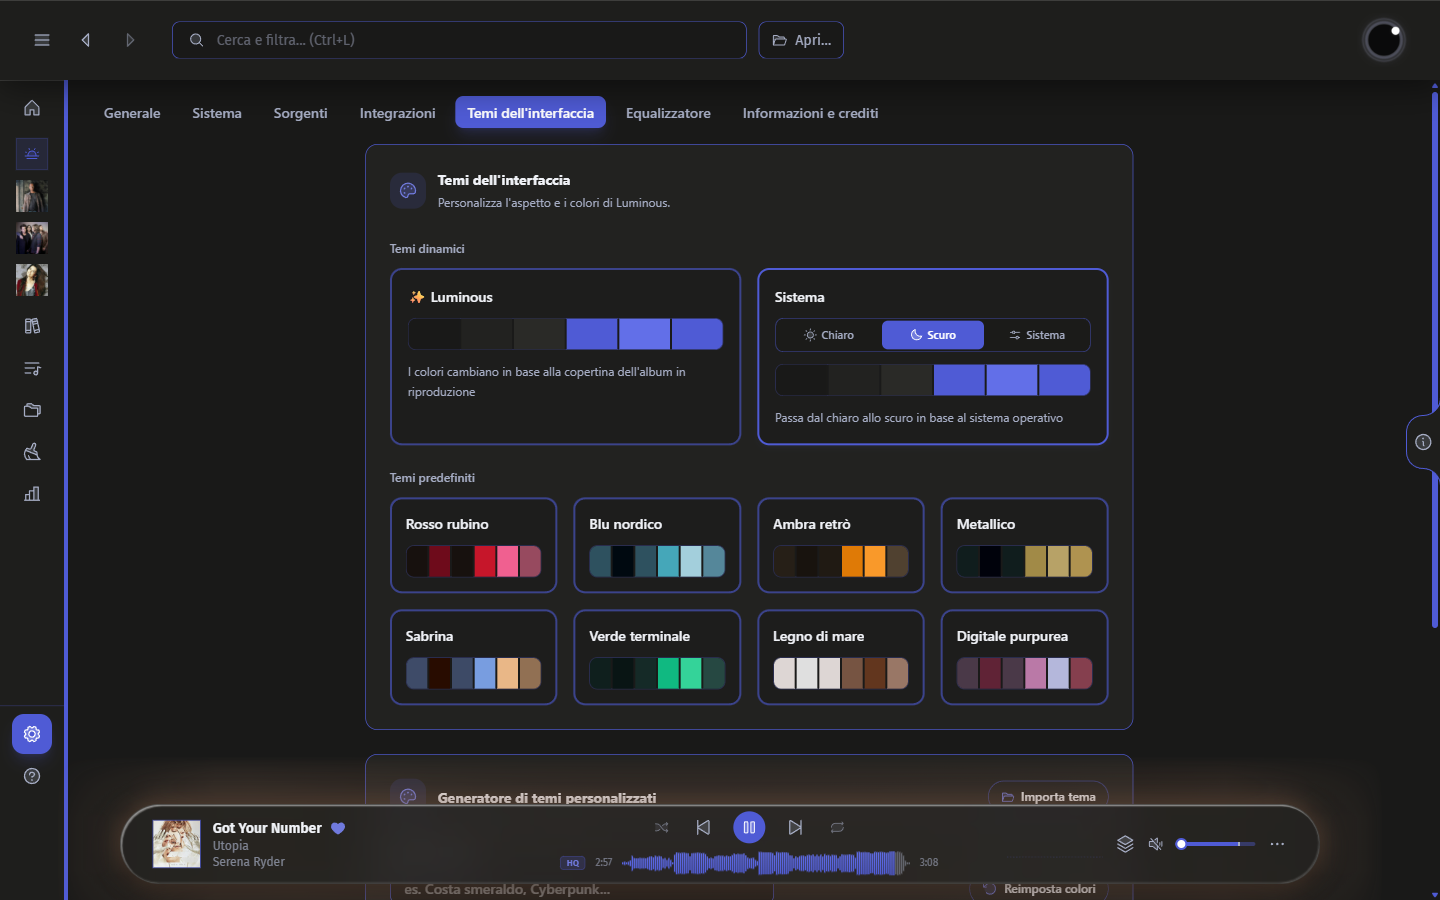 Cerca e filtra... (Ctrl+L)
Apri...
Generale
Sistema
Sorgenti
Integrazioni
Temi dell'interfaccia
Equalizzatore
Informazioni e crediti
Temi dell'interfaccia
Personalizza l'aspetto e i colori di Luminous.
Temi dinamici
✨ Luminous
I colori cambiano in base alla copertina dell'album in
riproduzione
Sistema
Chiaro
Scuro
Sistema
Passa dal chiaro allo scuro in base al sistema operativo
Temi predefiniti
Rosso rubino
Blu nordico
Ambra retrò
Metallico
Sabrina
Verde terminale
Legno di mare
Digitale purpurea
Generatore di temi personalizzati
Importa tema
Got Your Number
Utopia
Serena Ryder
HQ
2:57
3:08
es. Costa smeraldo, Cyberpunk...
Reimposta colori